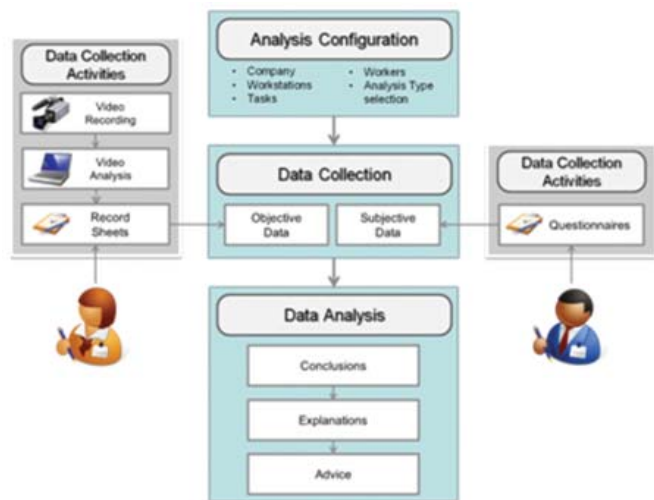 Data Collection
Activities
Video
Recording
Video
Analysis
Record
Sheets
Analysis Configuration
• Company
• Workstations
• Tasks
• Workers
• Analysis Type
selection
Data Collection
Objective
Data
Subjective
Data
Data Analysis
Conclusions
Explanations
Advice
Data Collection
Activities
Questionnaires